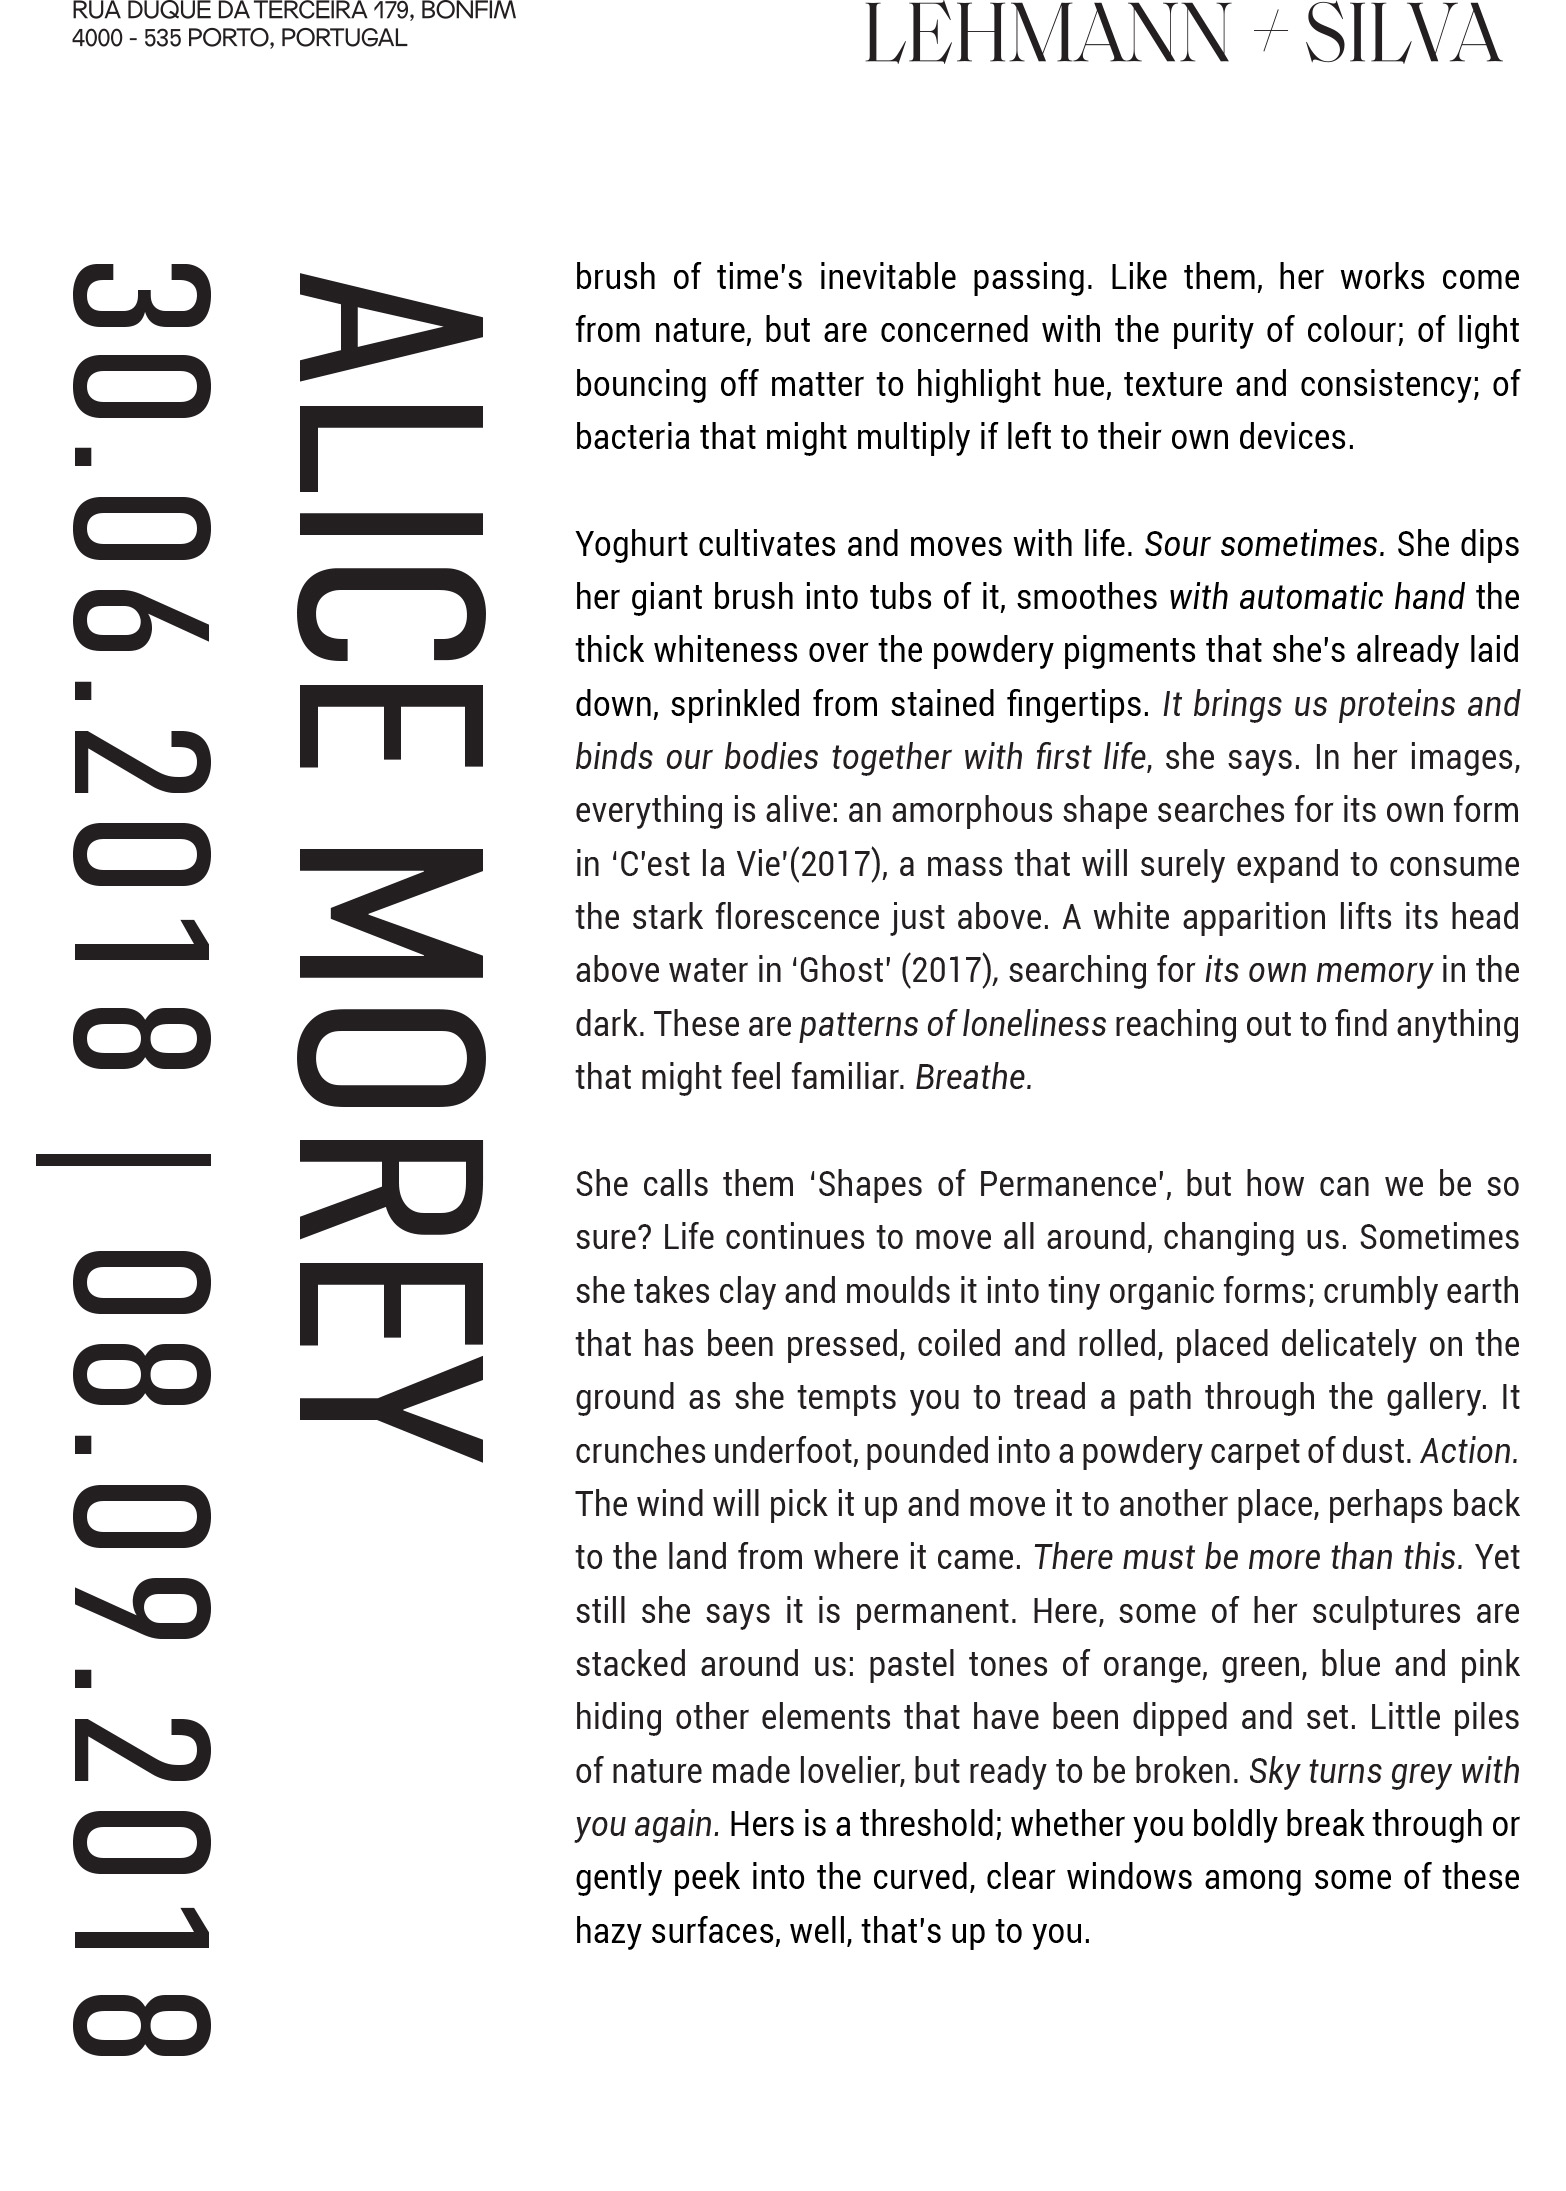 RUA DUQUE DA TERCEIRA 179, BONFIM
4000 - 535 PORTO, PORTUGAL
LEHMANN + SILVA
30.06.2018 | 08.09.2018
ALICE MOREY
brush of time's inevitable passing. Like them, her works come
from nature, but are concerned with the purity of colour; of light
bouncing off matter to highlight hue, texture and consistency; of
bacteria that might multiply if left to their own devices.
Yoghurt cultivates and moves with life. Sour sometimes. She dips
her giant brush into tubs of it, smoothes with automatic hand the
thick whiteness over the powdery pigments that she's already laid
down, sprinkled from stained fingertips. It brings us proteins and
binds our bodies together with first life, she says. In her images,
everything is alive: an amorphous shape searches for its own form
in ‘C'est la Vie’(2017), a mass that will surely expand to consume
the stark florescence just above. A white apparition lifts its head
above water in ‘Ghost’ (2017), searching for its own memory in the
dark. These are patterns of loneliness reaching out to find anything
that might feel familiar. Breathe.
She calls them ‘Shapes of Permanence’, but how can we be so
sure? Life continues to move all around, changing us. Sometimes
she takes clay and moulds it into tiny organic forms; crumbly earth
that has been pressed, coiled and rolled, placed delicately on the
ground as she tempts you to tread a path through the gallery. It
crunches underfoot, pounded into a powdery carpet of dust. Action.
The wind will pick it up and move it to another place, perhaps back
to the land from where it came. There must be more than this. Yet
still she says it is permanent. Here, some of her sculptures are
stacked around us: pastel tones of orange, green, blue and pink
hiding other elements that have been dipped and set. Little piles
of nature made lovelier, but ready to be broken. Sky turns grey with
you again. Hers is a threshold; whether you boldly break through or
gently peek into the curved, clear windows among some of these
hazy surfaces, well, that's up to you.